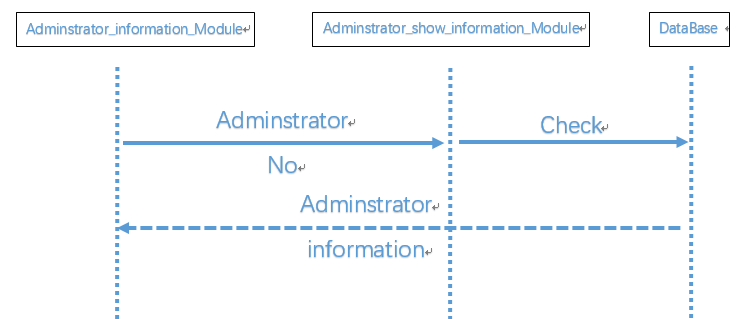 Adminstrator_information_Module
Adminstrator_show_information_Module
DataBase
Adminstrator
No
Check
Adminstrator
information